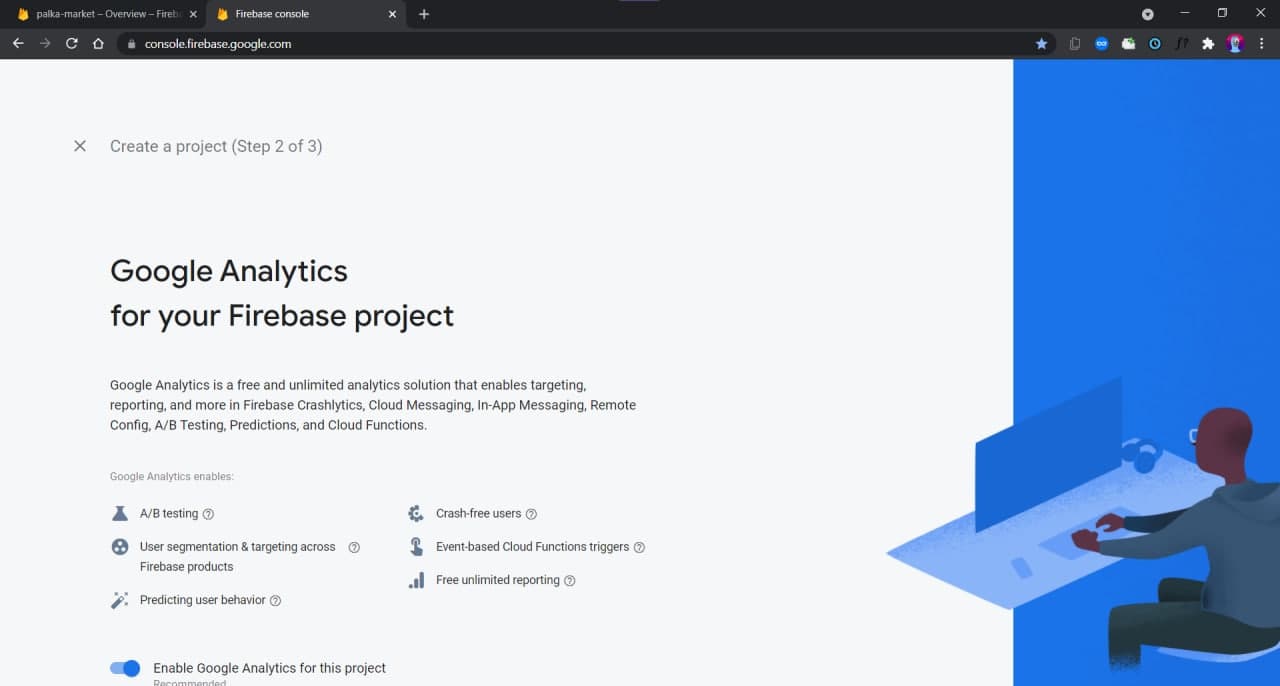 palka-market – Overview – Fireb
Firebase console
console.firebase.google.com
f?
Create a project (Step 2 of 3)
Google Analytics
for your Firebase project
Google Analytics is a free and unlimited analytics solution that enables targeting,
reporting, and more in Firebase Crashlytics, Cloud Messaging, In-App Messaging, Remote
Config, A/B Testing, Predictions, and Cloud Functions.
Google Analytics enables:
A/B testing
Crash-free users
User segmentation & targeting across
Firebase products
Event-based Cloud Functions triggers
Free unlimited reporting
Predicting user behavior
Enable Google Analytics for this project
Recommended